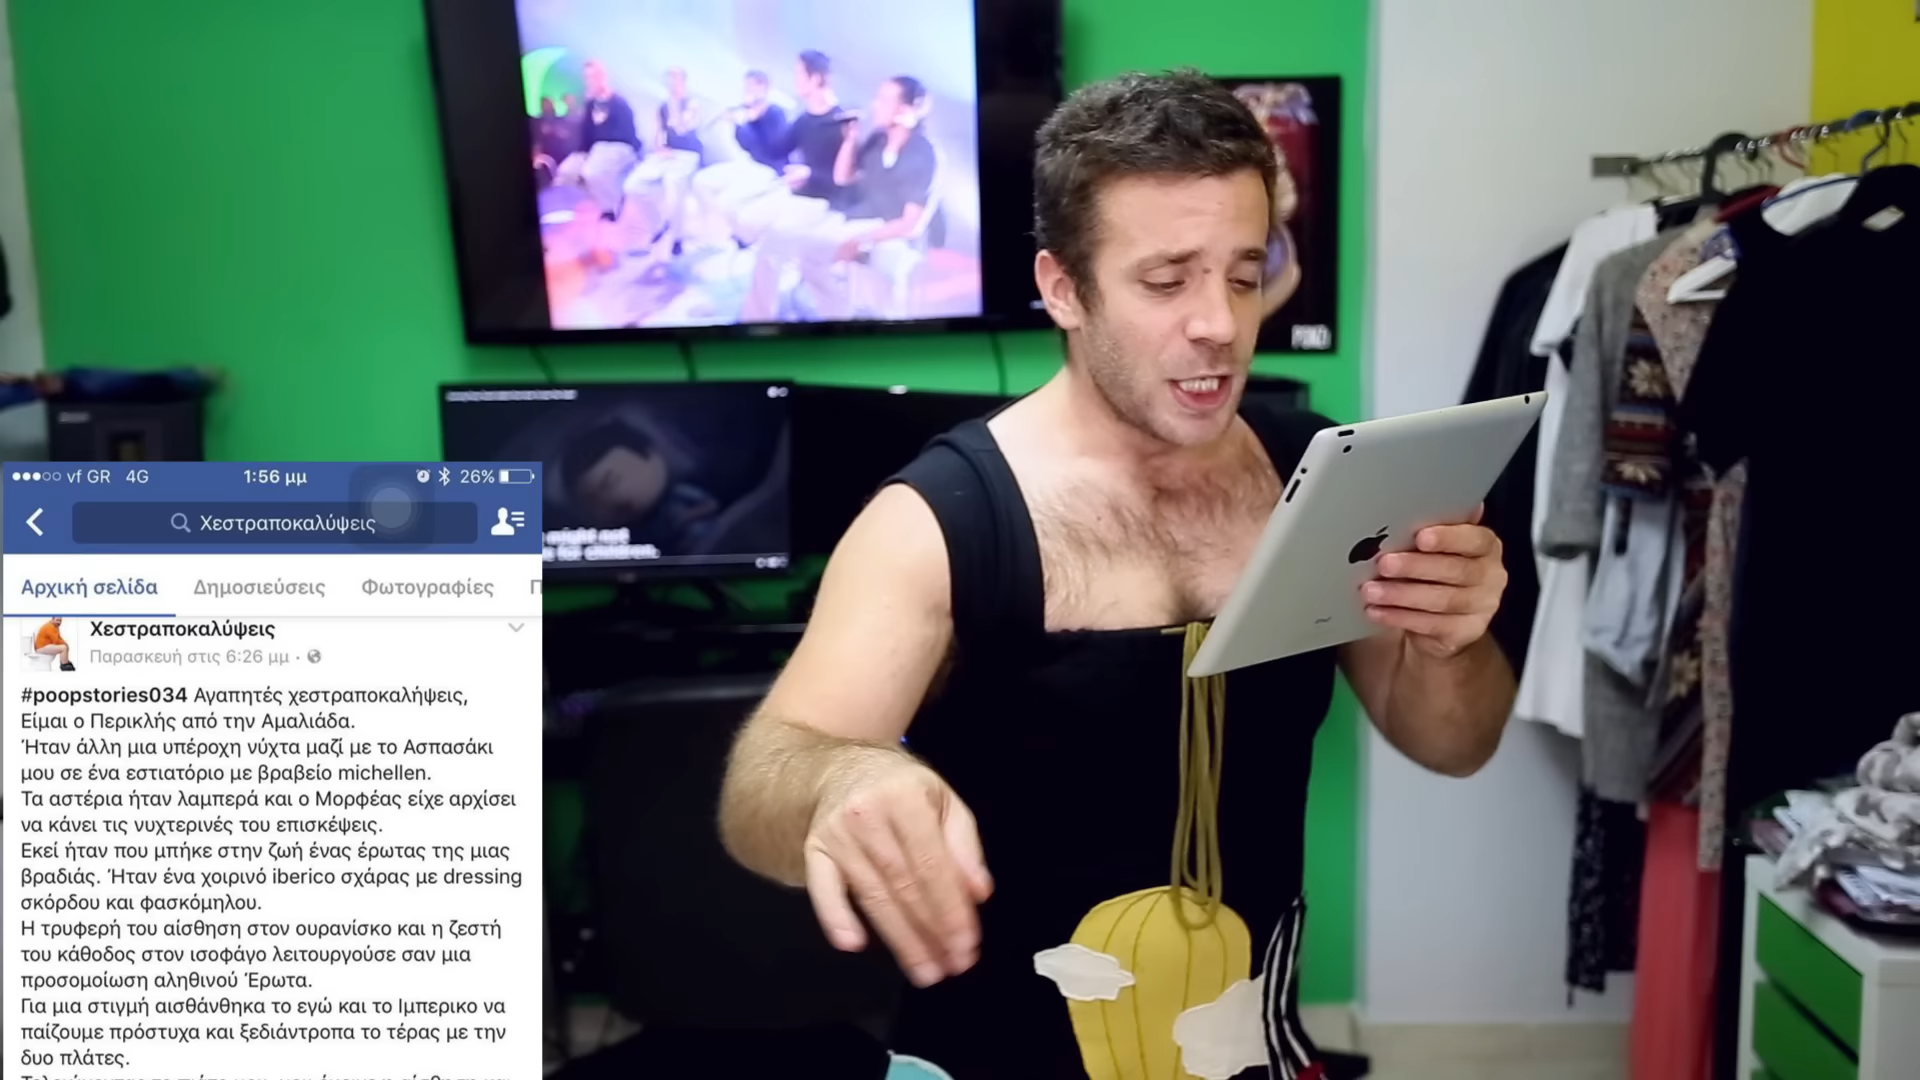 vf GR 4G 1:56 μμ 26%
Χεστραποκαλύψεις
Αρχική σελίδα Δημοσιεύσεις Φωτογραφίες Π
Χεστραποκαλύψεις
Παρασκευή στις 6:26 μμ ·
#poopstories034 Αγαπητές χεστραποκαλήψεις,
Είμαι ο Περικλής από την Αμαλιάδα.
Ήταν άλλη μια υπέροχη νύχτα μαζί με το Ασπασάκι
μου σε ένα εστιατόριο με βραβείο michellen.
Τα αστέρια ήταν λαμπερά και ο Μορφέας είχε αρχίσει
να κάνει τις νυχτερινές του επισκέψεις.
Εκεί ήταν που μπήκε στην ζωή ένας έρωτας της μιας
βραδιάς. Ήταν ένα χοιρινό iberico σχάρας με dressing
σκόρδου και φασκόμηλου.
Η τρυφερή του αίσθηση στον ουρανίσκο και η ζεστή
του κάθοδος στον ισοφάγο λειτουργούσε σαν μια
προσομοίωση αληθινού Έρωτα.
Για μια στιγμή αισθάνθηκα το εγώ και το Ιμπερικο να
παίζουμε πρόστυχα και ξεδιάντροπα το τέρας με την
δυο πλάτες.
might not
for children.